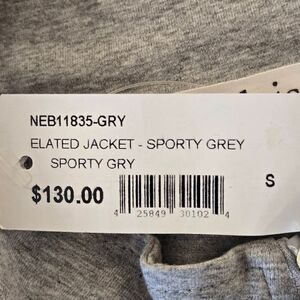 NEB11835-GRY
ELATED JACKET - SPORTY GREY
SPORTY GRY
$130.00
S
4 25849 30102 4